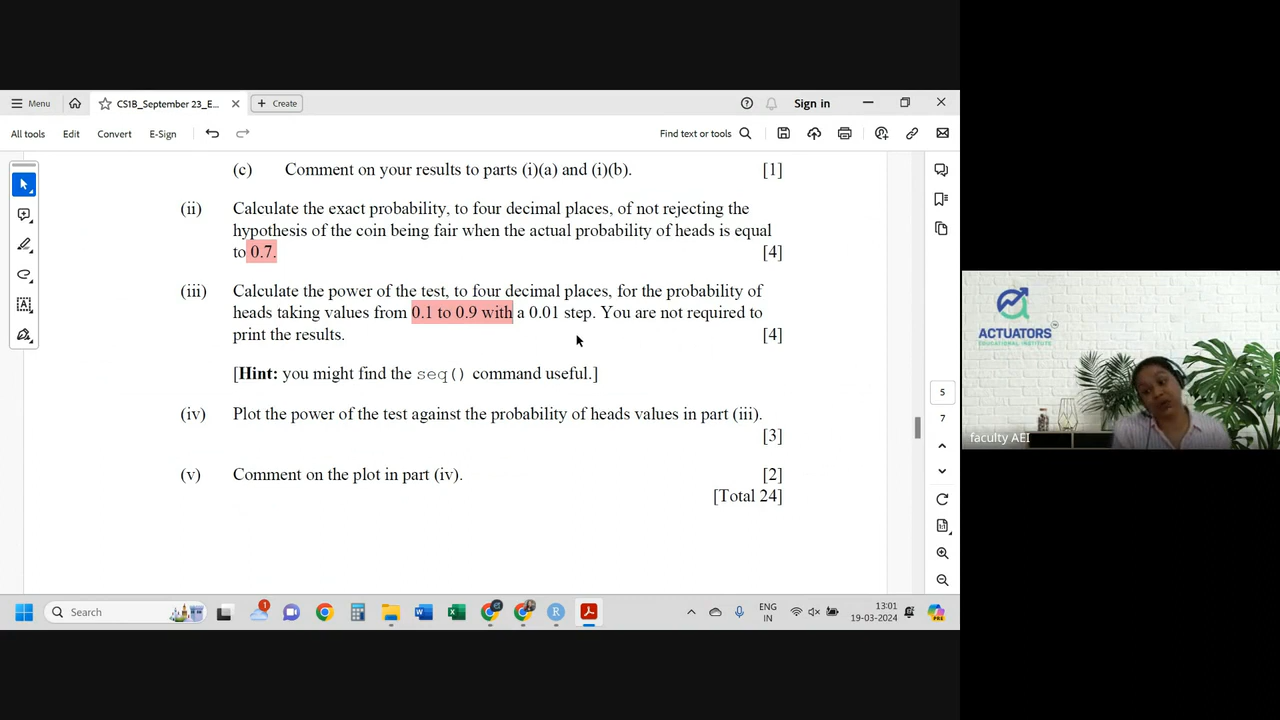 Menu
CS1B_September 23_E...
Create
Sign in
All tools
Edit
Convert
E-Sign
Find text or tools
(c) Comment on your results to parts (i)(a) and (i)(b). [1]
(ii) Calculate the exact probability, to four decimal places, of not rejecting the
hypothesis of the coin being fair when the actual probability of heads is equal
to 0.7. [4]
(iii) Calculate the power of the test, to four decimal places, for the probability of
heads taking values from 0.1 to 0.9 with a 0.01 step. You are not required to
print the results. [4]
[Hint: you might find the seq() command useful.]
(iv) Plot the power of the test against the probability of heads values in part (iii).
[3]
(v) Comment on the plot in part (iv). [2]
[Total 24]
5
7
ACTUATORS
EDUCATIONAL INSTITUTE
faculty AEI
Search
1
ENG
IN
13:01
19-03-2024